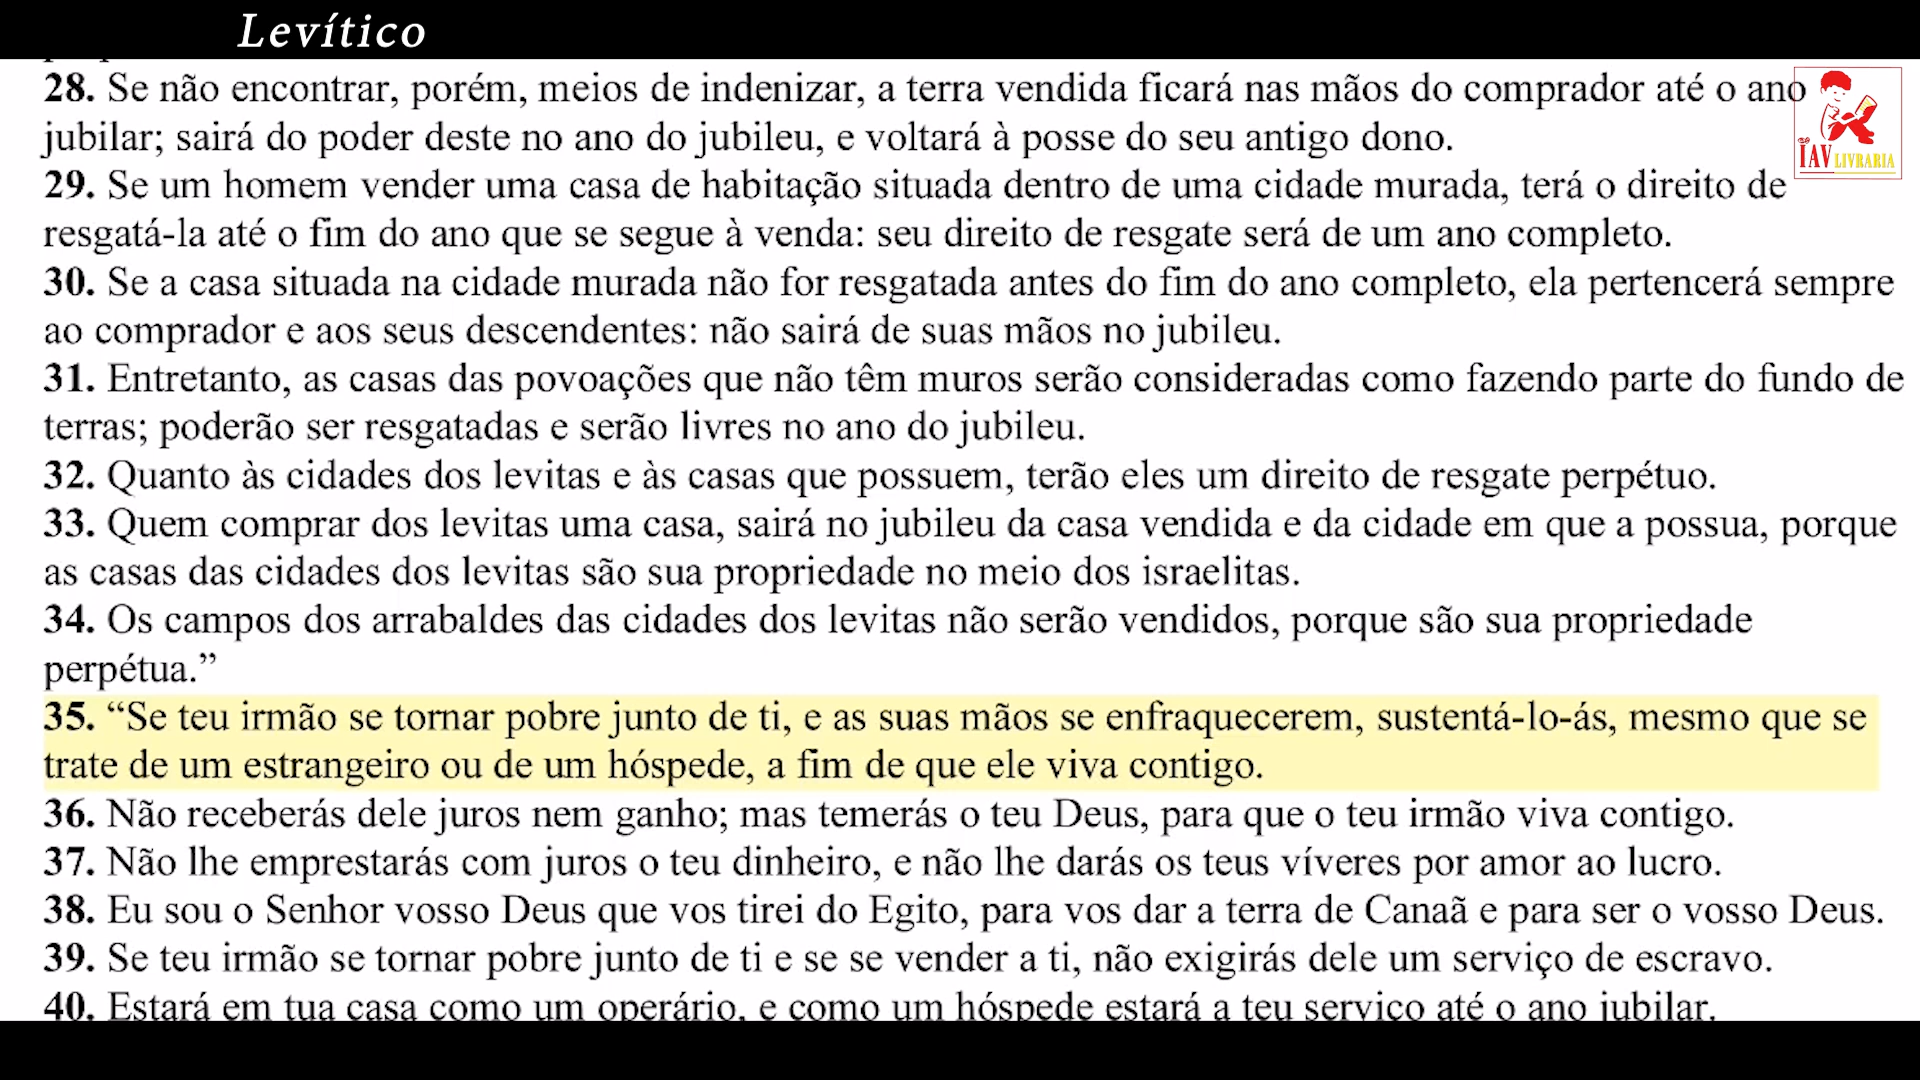 Levítico
28. Se não encontrar, porém, meios de indenizar, a terra vendida ficará nas mãos do comprador até o ano
jubilar; sairá do poder deste no ano do jubileu, e voltará à posse do seu antigo dono.
29. Se um homem vender uma casa de habitação situada dentro de uma cidade murada, terá o direito de
resgatá-la até o fim do ano que se segue à venda: seu direito de resgate será de um ano completo.
30. Se a casa situada na cidade murada não for resgatada antes do fim do ano completo, ela pertencerá sempre
ao comprador e aos seus descendentes: não sairá de suas mãos no jubileu.
31. Entretanto, as casas das povoações que não têm muros serão consideradas como fazendo parte do fundo de
terras; poderão ser resgatadas e serão livres no ano do jubileu.
32. Quanto às cidades dos levitas e às casas que possuem, terão eles um direito de resgate perpétuo.
33. Quem comprar dos levitas uma casa, sairá no jubileu da casa vendida e da cidade em que a possua, porque
as casas das cidades dos levitas são sua propriedade no meio dos israelitas.
34. Os campos dos arrabaldes das cidades dos levitas não serão vendidos, porque são sua propriedade
perpétua.”
35. “Se teu irmão se tornar pobre junto de ti, e as suas mãos se enfraquecerem, sustentá-lo-ás, mesmo que se
trate de um estrangeiro ou de um hóspede, a fim de que ele viva contigo.
36. Não receberás dele juros nem ganho; mas temerás o teu Deus, para que o teu irmão viva contigo.
37. Não lhe emprestarás com juros o teu dinheiro, e não lhe darás os teus víveres por amor ao lucro.
38. Eu sou o Senhor vosso Deus que vos tirei do Egito, para vos dar a terra de Canaã e para ser o vosso Deus.
39. Se teu irmão se tornar pobre junto de ti e se se vender a ti, não exigirás dele um serviço de escravo.
40. Estará em tua casa como um operário, e como um hóspede estará a teu serviço até o ano jubilar.
IAV LIVRARIA